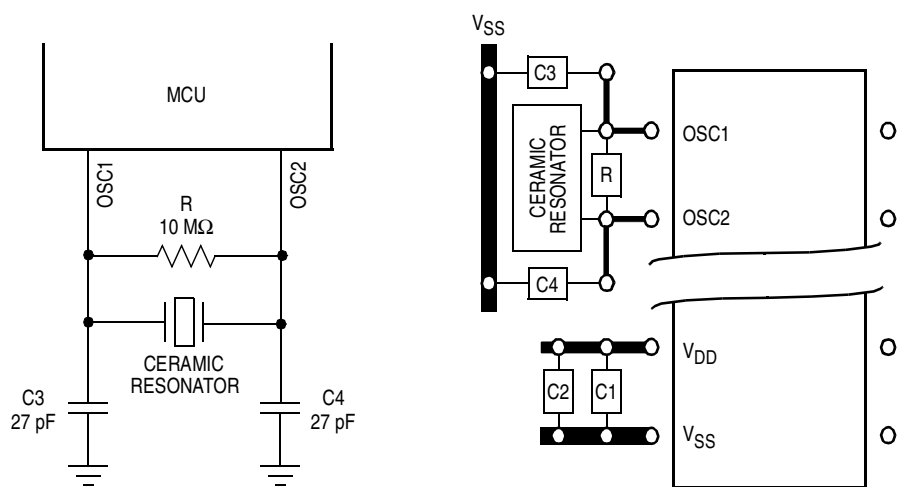 MCU
OSC1
OSC2
R
10 MΩ
CERAMIC
RESONATOR
C3
27 pF
C4
27 pF
VSS
C3
CERAMIC
RESONATOR
R
C4
OSC1
OSC2
C2
C1
VDD
VSS